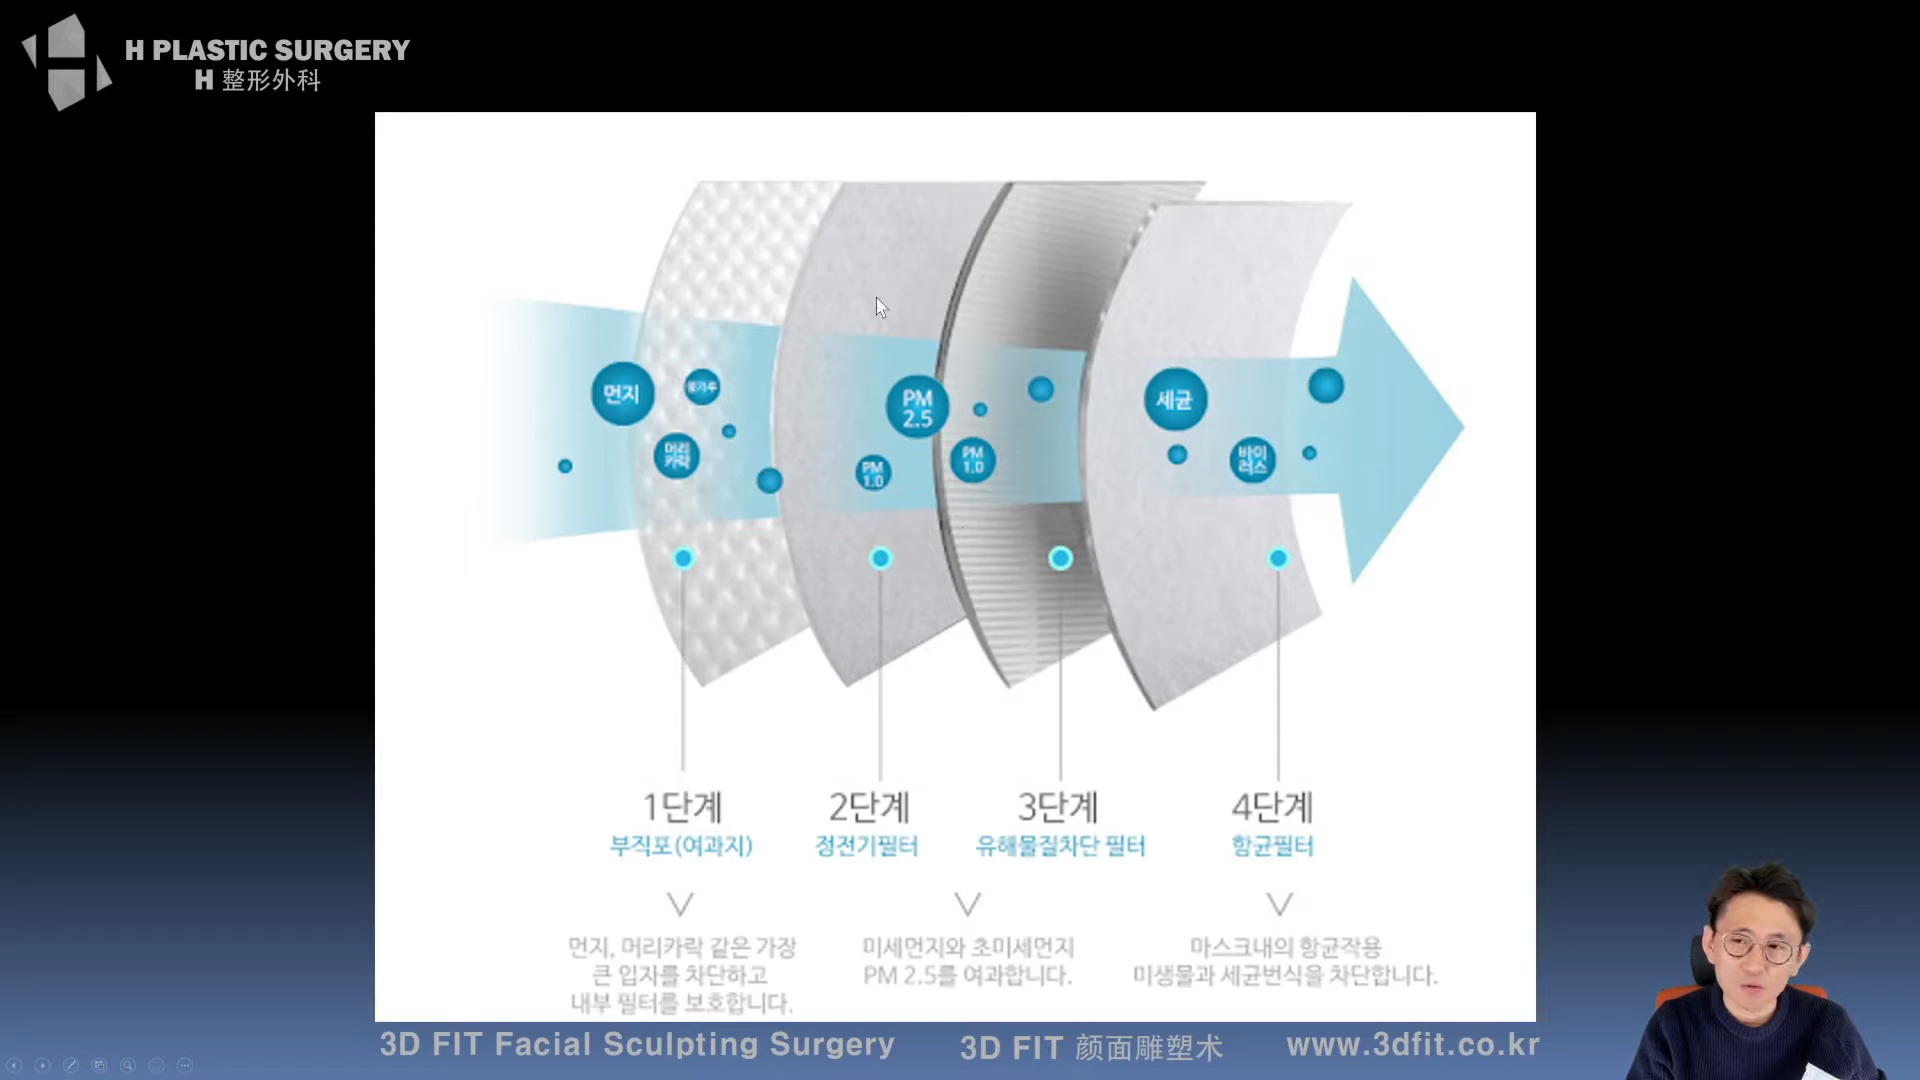 H PLASTIC SURGERY
H 整形外科
먼지
꽃가루
머리
카락
PM
2.5
PM
1.0
PM
1.0
세균
바이
러스
1단계
2단계
3단계
4단계
부직포(여과지)
정전기필터
유해물질차단 필터
항균필터
먼지, 머리카락 같은 가장
큰 입자를 차단하고
내부 필터를 보호합니다.
미세먼지와 초미세먼지
PM 2.5를 여과합니다.
마스크내의 항균작용
미생물과 세균번식을 차단합니다.
3D FIT Facial Sculpting Surgery
3D FIT 颜面雕塑术
www.3dfit.co.kr